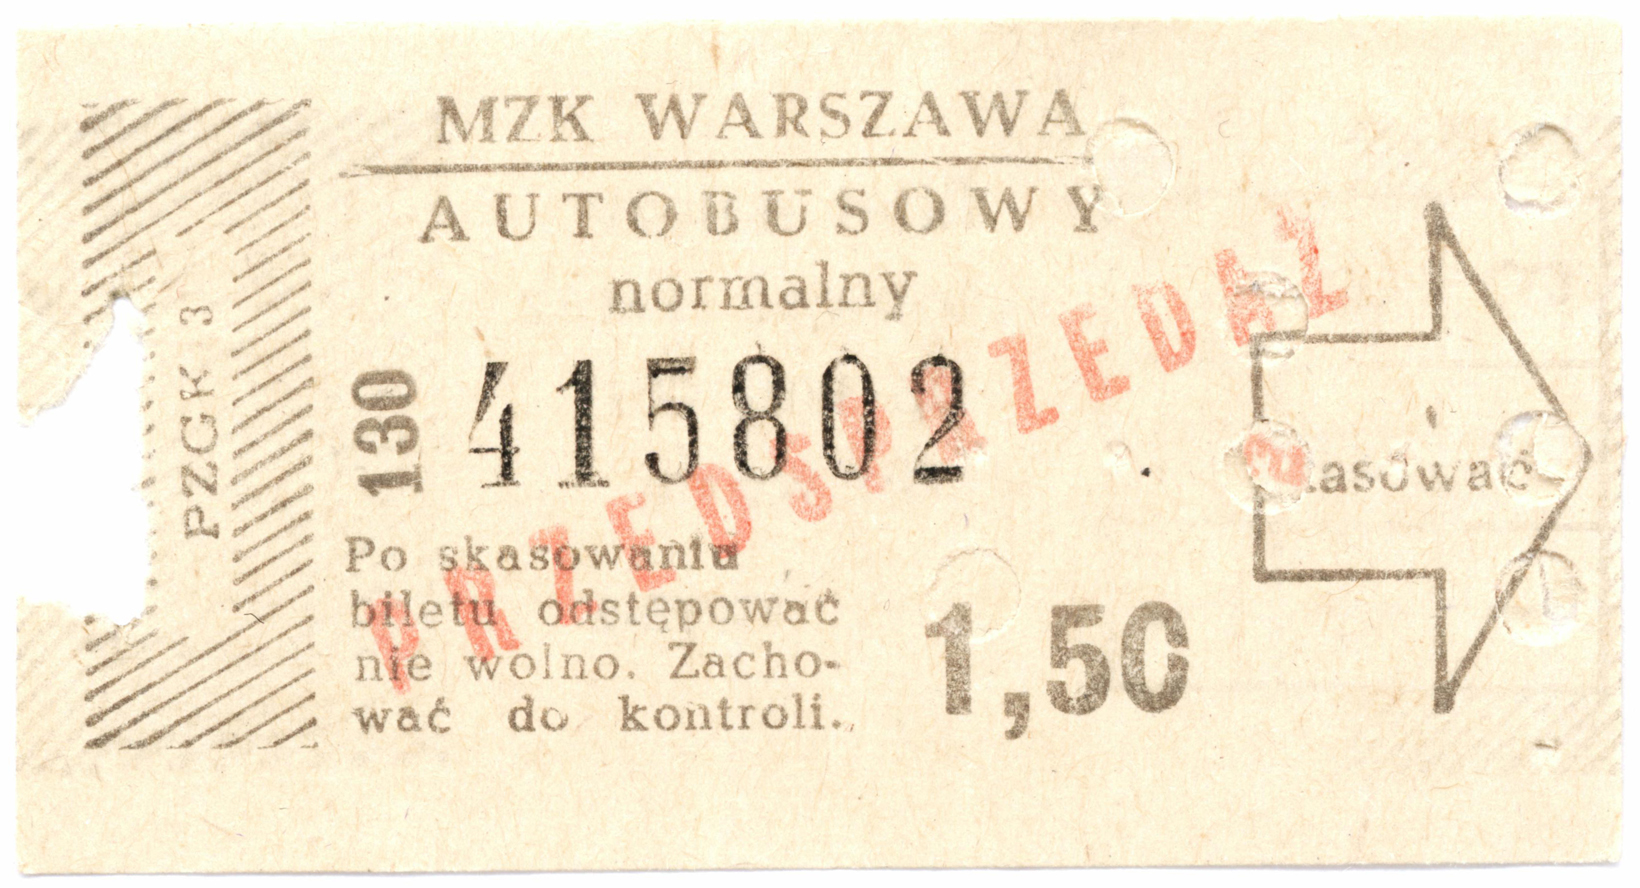 MZK WARSZAWA
AUTOBUSOWY
normalny
PZGK 3
130
415802
PRZEDSPRZEDAŻ
Po skasowaniu
biletu odstępować
nie wolno. Zacho-
wać do kontroli.
1,50
kasować